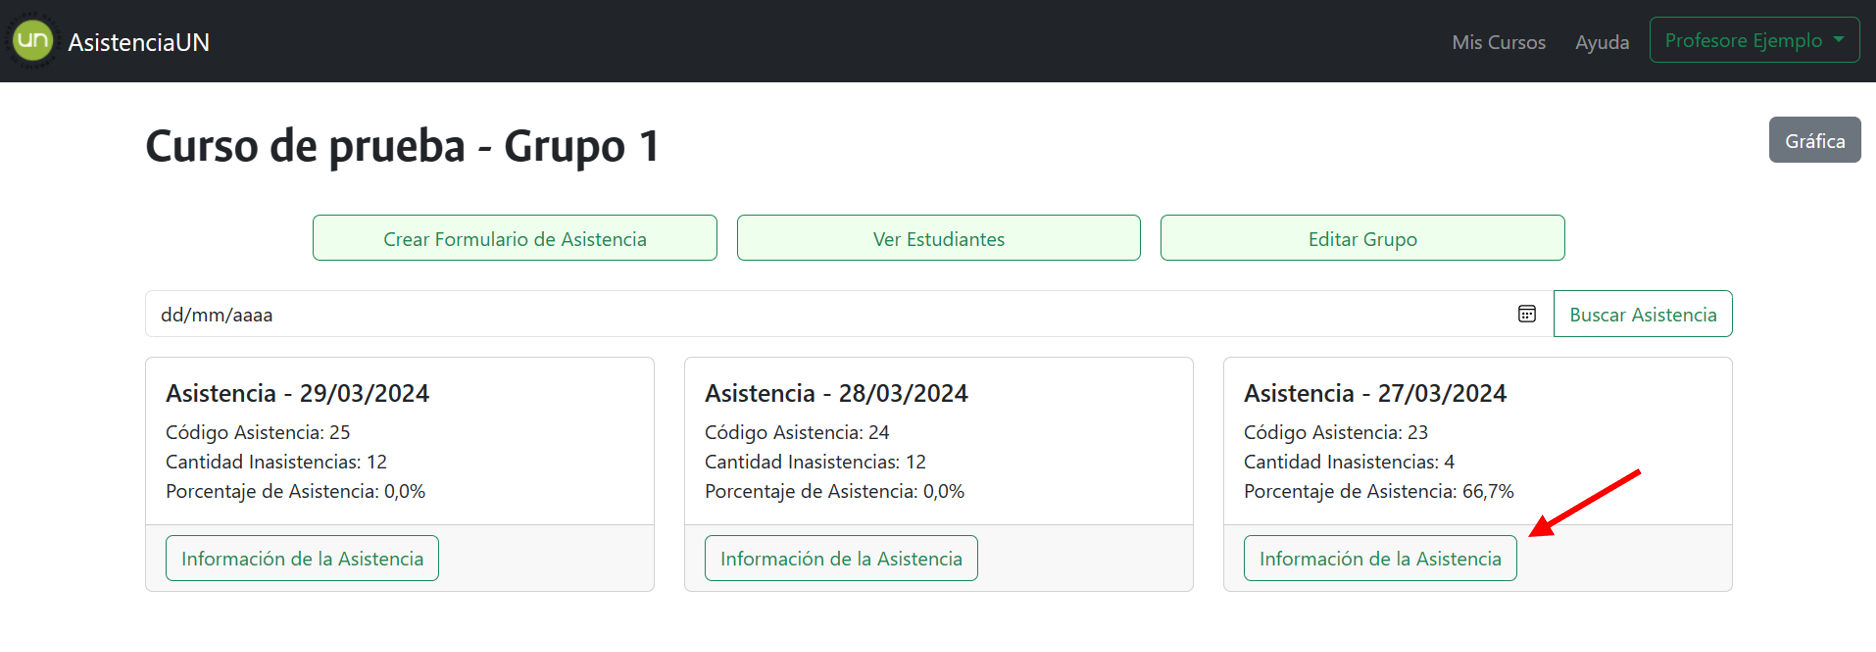 un
AsistenciaUN
Mis Cursos
Ayuda
Profesore Ejemplo
Curso de prueba - Grupo 1
Gráfica
Crear Formulario de Asistencia
Ver Estudiantes
Editar Grupo
dd/mm/aaaa
Buscar Asistencia
Asistencia - 29/03/2024
Código Asistencia: 25
Cantidad Inasistencias: 12
Porcentaje de Asistencia: 0,0%
Información de la Asistencia
Asistencia - 28/03/2024
Código Asistencia: 24
Cantidad Inasistencias: 12
Porcentaje de Asistencia: 0,0%
Información de la Asistencia
Asistencia - 27/03/2024
Código Asistencia: 23
Cantidad Inasistencias: 4
Porcentaje de Asistencia: 66,7%
Información de la Asistencia